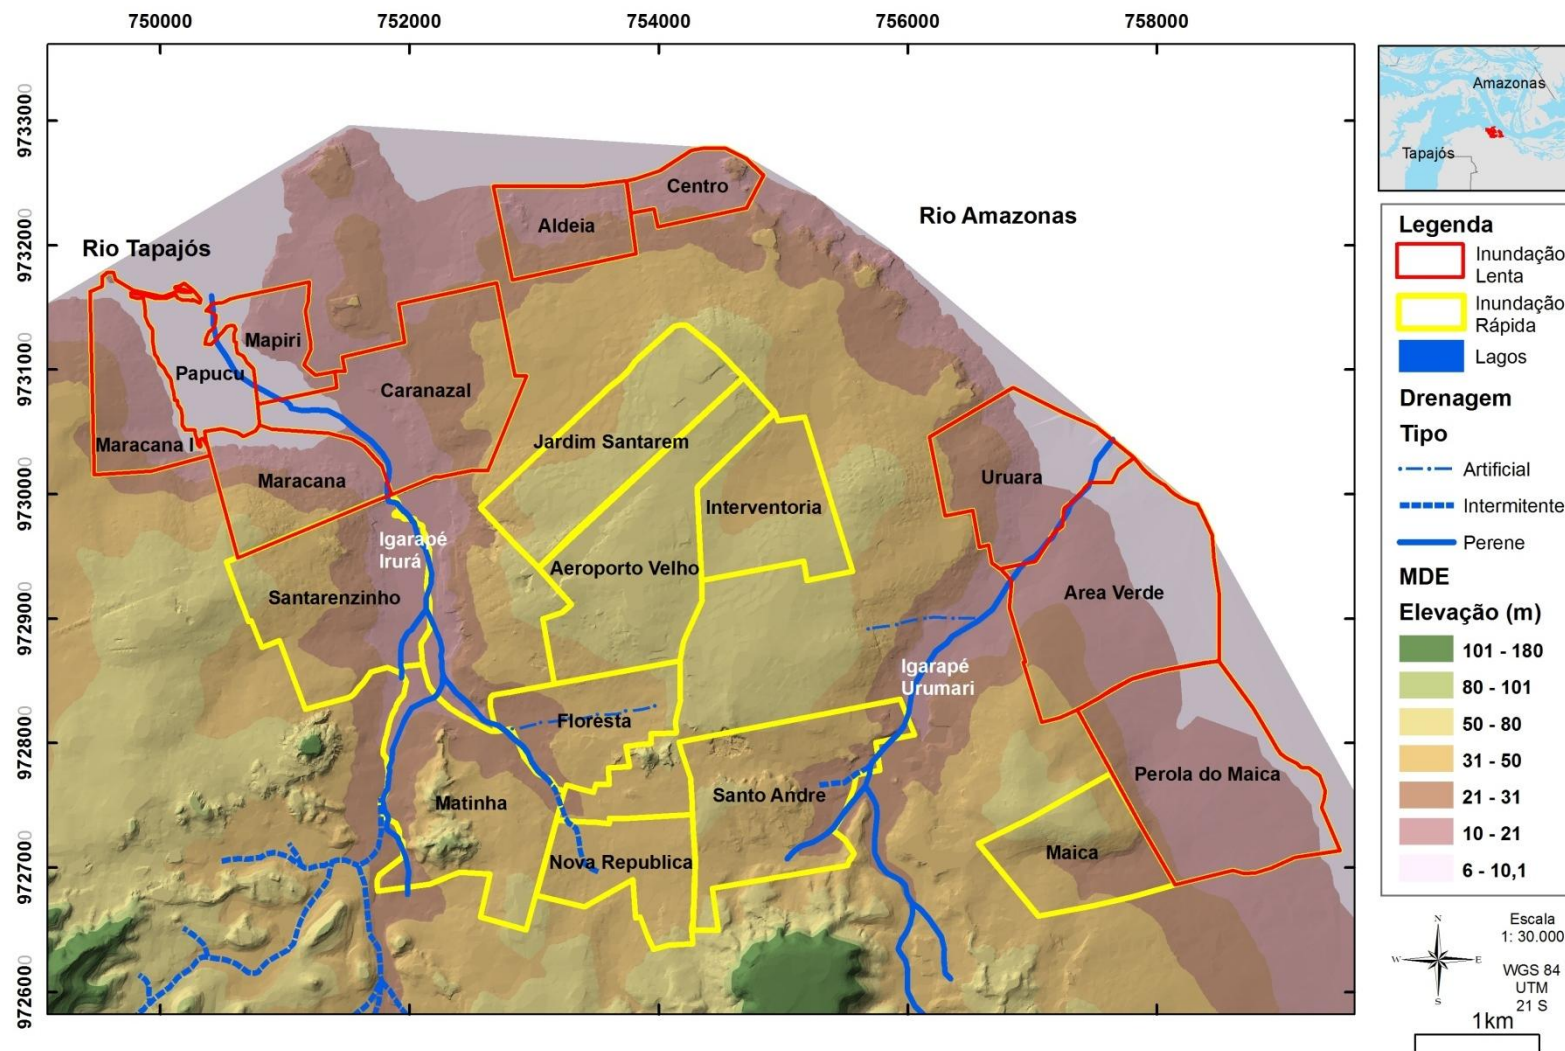 750000
752000
754000
756000
758000
9733000
9732000
9731000
9730000
9729000
9728000
9727000
9726000
Rio Tapajós
Rio Amazonas
Centro
Aldeia
Mapiri
Papucu
Caranazal
Maracana I
Maracana
Jardim Santarem
Interventoria
Uruara
Igarapé
Irurá
Aeroporto Velho
Santarenzinho
Area Verde
Igarapé
Urumari
Floresta
Perola do Maica
Matinha
Santo Andre
Nova Republica
Maica
Amazonas
Tapajós
Legenda
Inundação
Lenta
Inundação
Rápida
Lagos
Drenagem
Tipo
Artificial
Intermitente
Perene
MDE
Elevação (m)
101 - 180
80 - 101
50 - 80
31 - 50
21 - 31
10 - 21
6 - 10,1
N
W
E
S
Escala
1: 30.000
WGS 84
UTM
21 S
1km